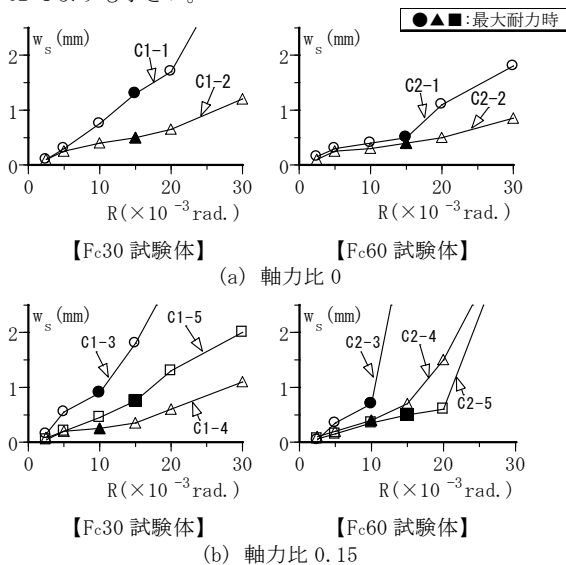 ●▲■:最大耐力時
w s (mm)
2
1
0
C1-1
C1-2
0 10 20 30
R(×10⁻³rad.)
【Fc30 試験体】
w s (mm)
2
1
0
C2-1
C2-2
0 10 20 30
R(×10⁻³rad.)
【Fc60 試験体】
(a) 軸力比 0
w s (mm)
2
1
0
C1-3
C1-5
C1-4
0 10 20 30
R(×10⁻³rad.)
【Fc30 試験体】
w s (mm)
2
1
0
C2-3
C2-4
C2-5
0 10 20 30
R(×10⁻³rad.)
【Fc60 試験体】
(b) 軸力比 0.15